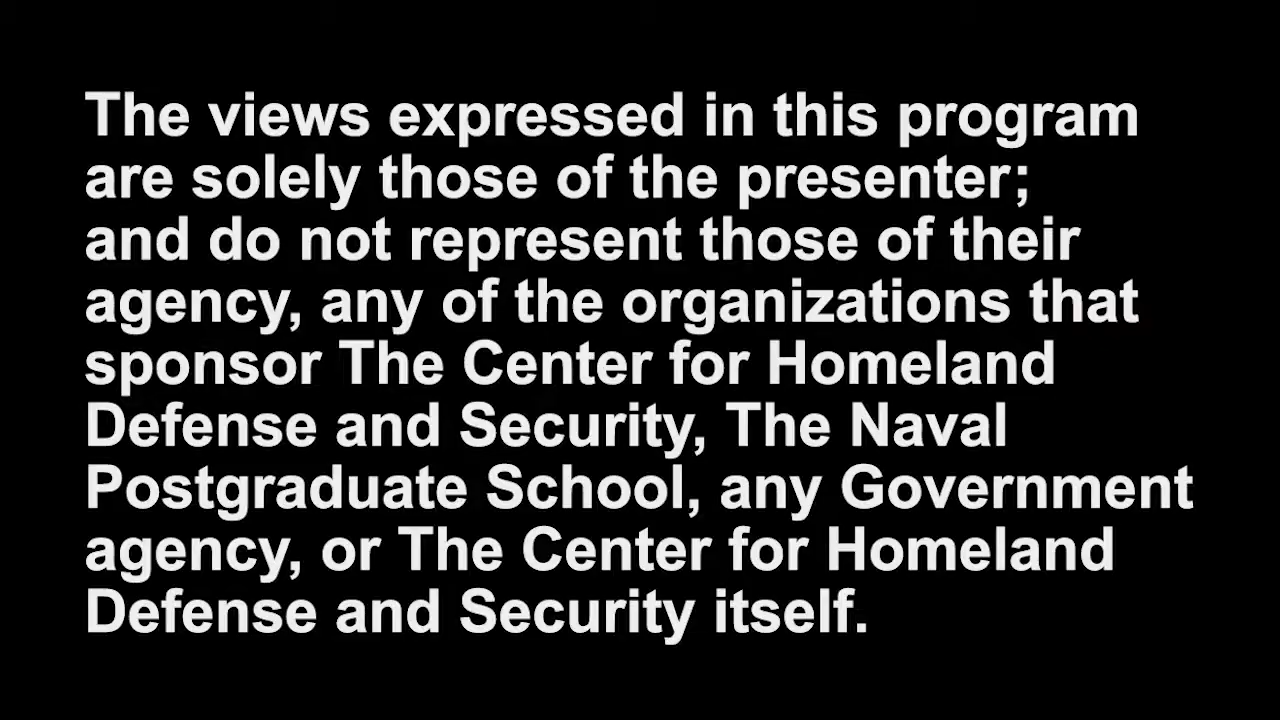 The views expressed in this program
are solely those of the presenter;
and do not represent those of their
agency, any of the organizations that
sponsor The Center for Homeland
Defense and Security, The Naval
Postgraduate School, any Government
agency, or The Center for Homeland
Defense and Security itself.